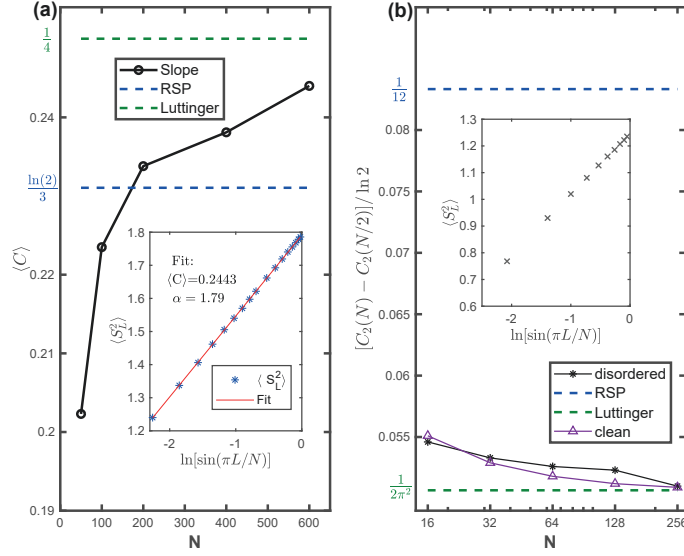 (a)
1/4
0.24
ln(2)/3
0.22
0.21
0.2
0.19
⟨C⟩
Slope
RSP
Luttinger
1.8
1.7
1.6
1.5
1.4
1.3
1.2
⟨S_L^2⟩
Fit:
⟨C⟩=0.2443
α = 1.79
⟨ S_L^2⟩
Fit
-2
-1
0
ln[sin(πL/N)]
0
100
200
300
400
500
600
N
(b)
1/12
0.08
0.075
0.07
0.065
0.06
0.055
1/2π^2
[C_2(N) − C_2(N/2)]/ ln 2
1.3
1.2
1.1
1
0.9
0.8
0.7
0.6
⟨S_L^2⟩
-2
-1
0
ln[sin(πL/N)]
disordered
RSP
Luttinger
clean
16
32
64
128
256
N